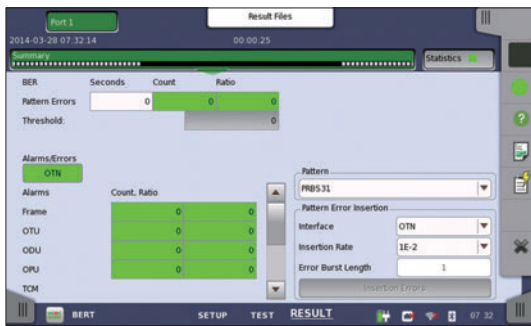 Port 1
Result Files
2014-03-28 07:32:14
00:00:25
Summary
Statistics
BER Seconds Count Ratio
Pattern Errors 0 0 0
Threshold: 0
Alarms/Errors
OTN
Alarms Count, Ratio
Frame 0 0
OTU 0 0
ODU 0 0
OPU 0 0
TCM
Pattern
PRBS31
Pattern Error Insertion
Interface OTN
Insertion Rate 1E-2
Error Burst Length 1
Insertion Errors
BERT SETUP TEST RESULT 07 32